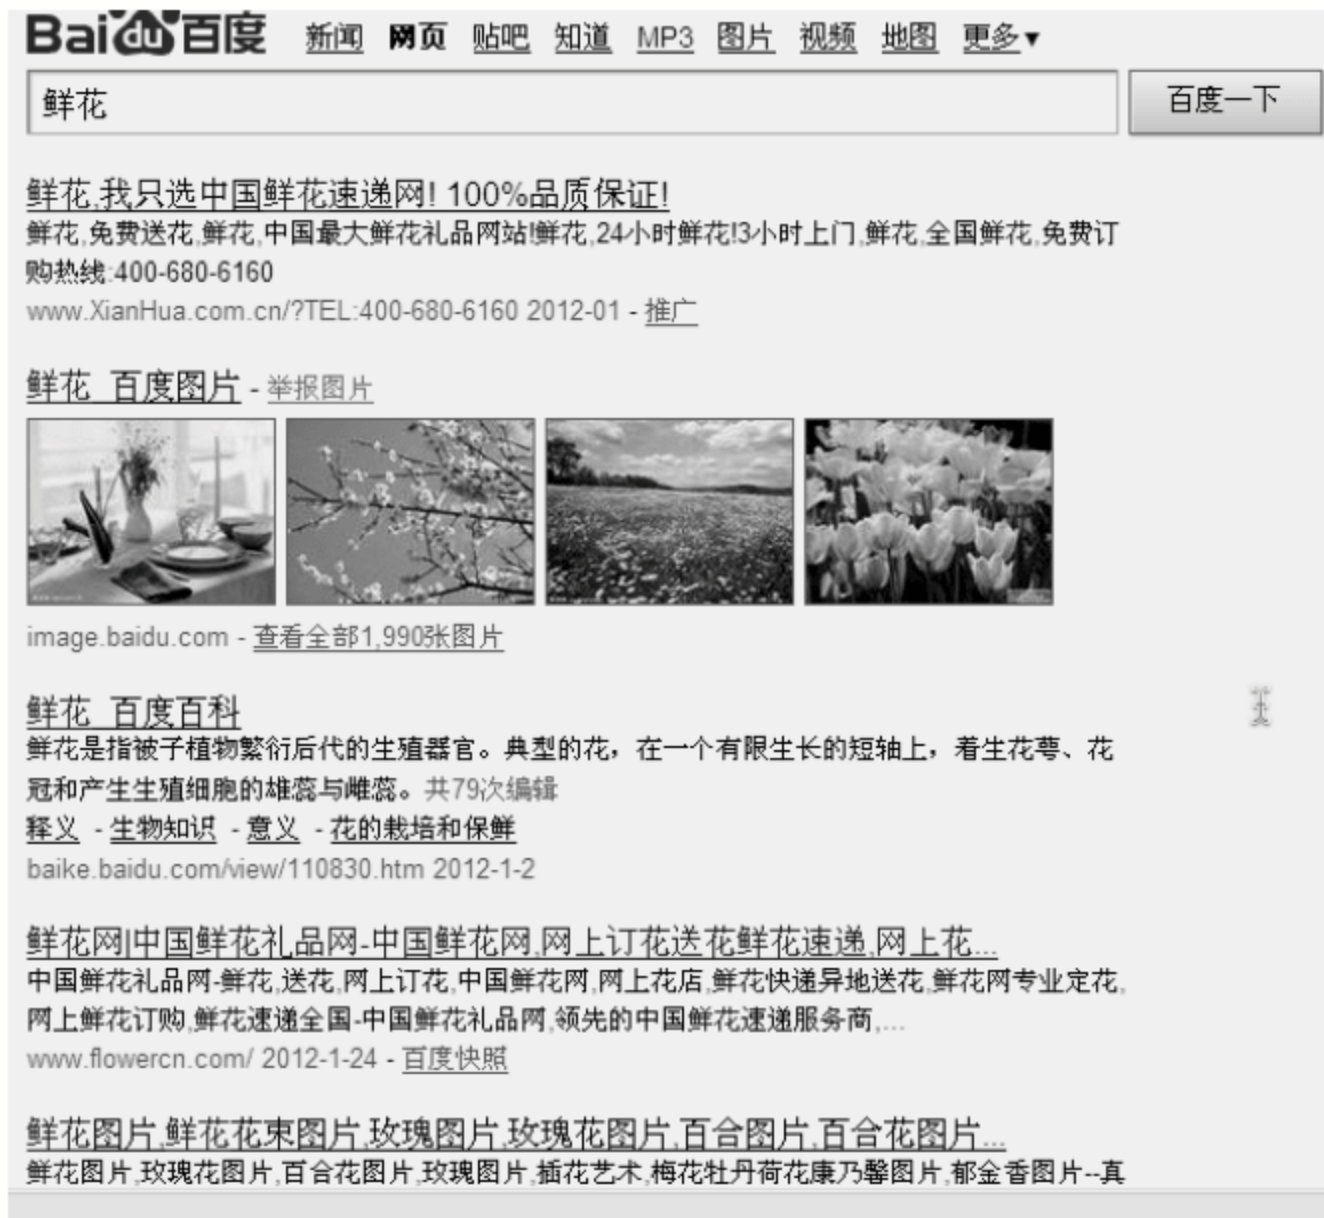 Bai du 百度 新闻 网页 贴吧 知道 MP3 图片 视频 地图 更多▼
鲜花 百度一下
鲜花,我只选中国鲜花速递网! 100%品质保证!
鲜花,免费送花,鲜花,中国最大鲜花礼品网站!鲜花,24小时鲜花!3小时上门,鲜花,全国鲜花,免费订
购热线:400-680-6160
www.XianHua.com.cn/?TEL:400-680-6160 2012-01 - 推广
鲜花_百度图片 - 举报图片
image.baidu.com - 查看全部1,990张图片
鲜花_百度百科
鲜花是指被子植物繁衍后代的生殖器官。典型的花，在一个有限生长的短轴上，着生花萼、花
冠和产生生殖细胞的雄蕊与雌蕊。共79次编辑
释义 - 生物知识 - 意义 - 花的栽培和保鲜
baike.baidu.com/view/110830.htm 2012-1-2
鲜花网|中国鲜花礼品网-中国鲜花网,网上订花送花鲜花速递,网上花...
中国鲜花礼品网-鲜花,送花,网上订花,中国鲜花网,网上花店,鲜花快递异地送花,鲜花网专业定花,
网上鲜花订购,鲜花速递全国-中国鲜花礼品网,领先的中国鲜花速递服务商,...
www.flowercn.com/ 2012-1-24 - 百度快照
鲜花图片,鲜花花束图片,玫瑰图片,玫瑰花图片,百合图片,百合花图片...
鲜花图片,玫瑰花图片,百合花图片,玫瑰图片,插花艺术,梅花牡丹荷花康乃馨图片,郁金香图片--真